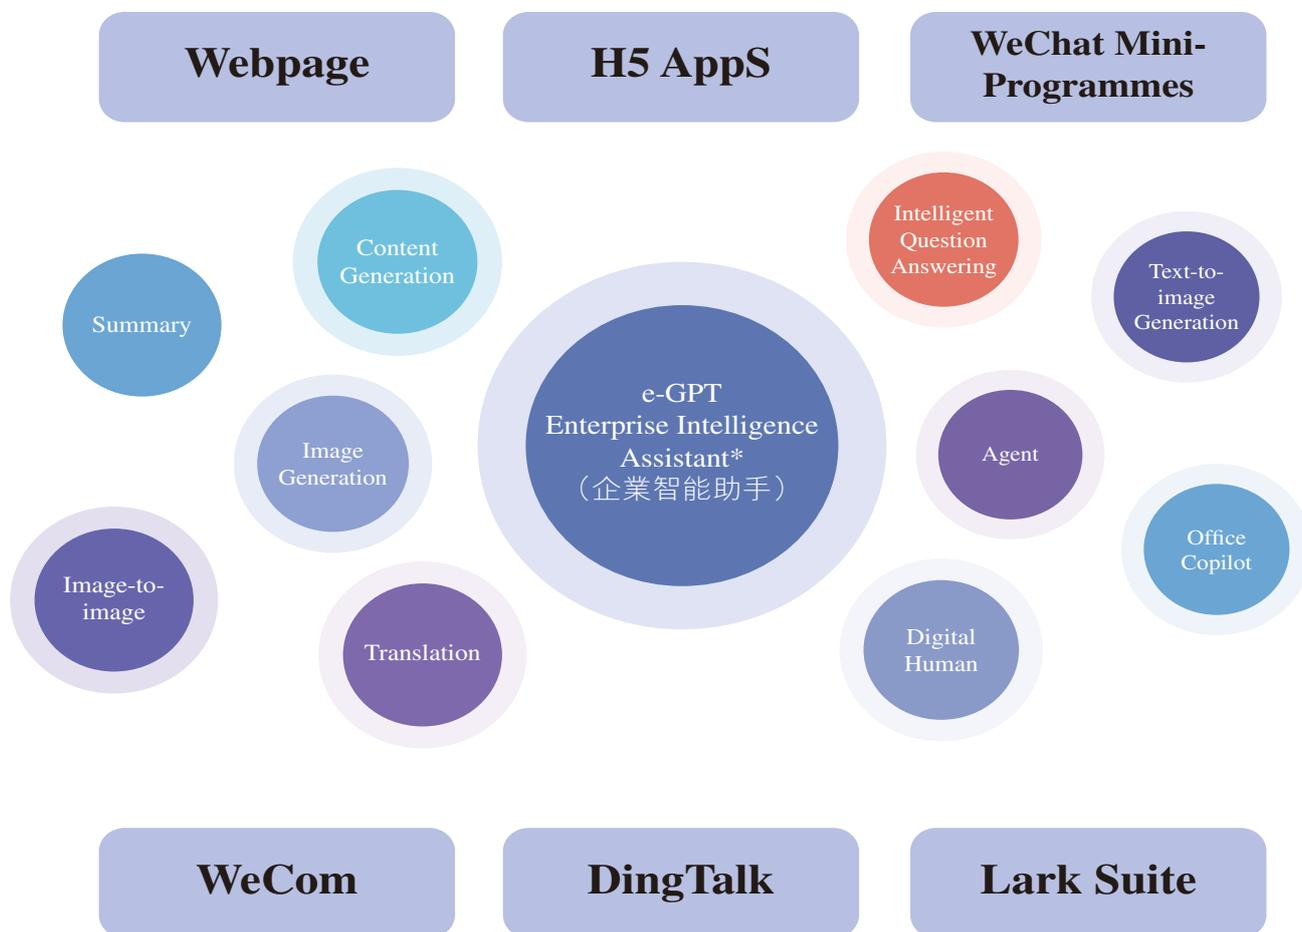 Webpage
H5 AppS
WeChat Mini-
Programmes
Content
Generation
Intelligent
Question
Answering
Text-to-
image
Generation
Summary
e-GPT
Enterprise Intelligence
Assistant*
（企業智能助手）
Image
Generation
Agent
Office
Copilot
Image-to-
image
Translation
Digital
Human
WeCom
DingTalk
Lark Suite